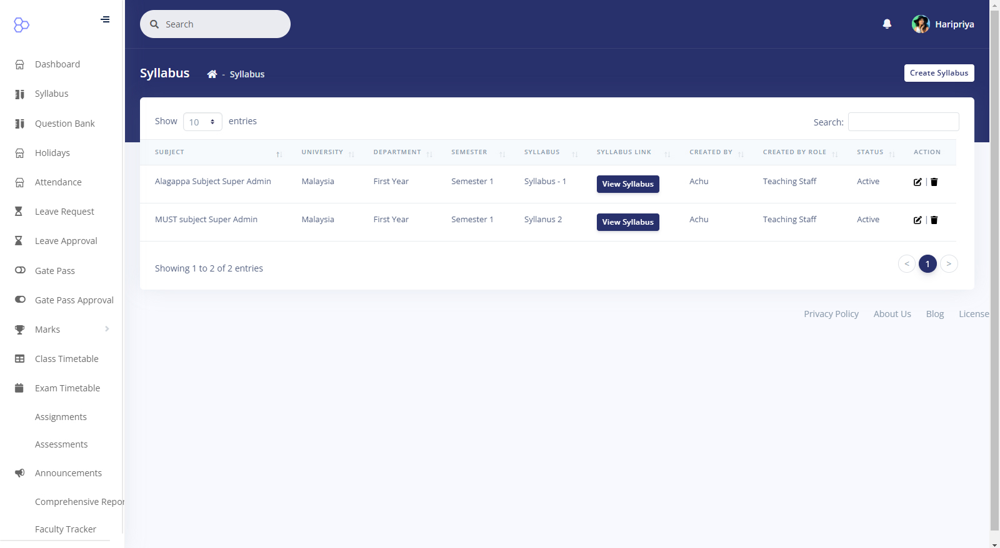 Search
Haripriya
Dashboard
Syllabus
Question Bank
Holidays
Attendance
Leave Request
Leave Approval
Gate Pass
Gate Pass Approval
Marks
Class Timetable
Exam Timetable
Assignments
Assessments
Announcements
Comprehensive Repor
Faculty Tracker
Syllabus - Syllabus
Create Syllabus
Show 10 entries
Search:
SUBJECT UNIVERSITY DEPARTMENT SEMESTER SYLLABUS SYLLABUS LINK CREATED BY CREATED BY ROLE STATUS ACTION
Alagappa Subject Super Admin Malaysia First Year Semester 1 Syllabus - 1 View Syllabus Achu Teaching Staff Active |
MUST subject Super Admin Malaysia First Year Semester 1 Syllanus 2 View Syllabus Achu Teaching Staff Active |
Showing 1 to 2 of 2 entries
< 1 >
Privacy Policy About Us Blog License